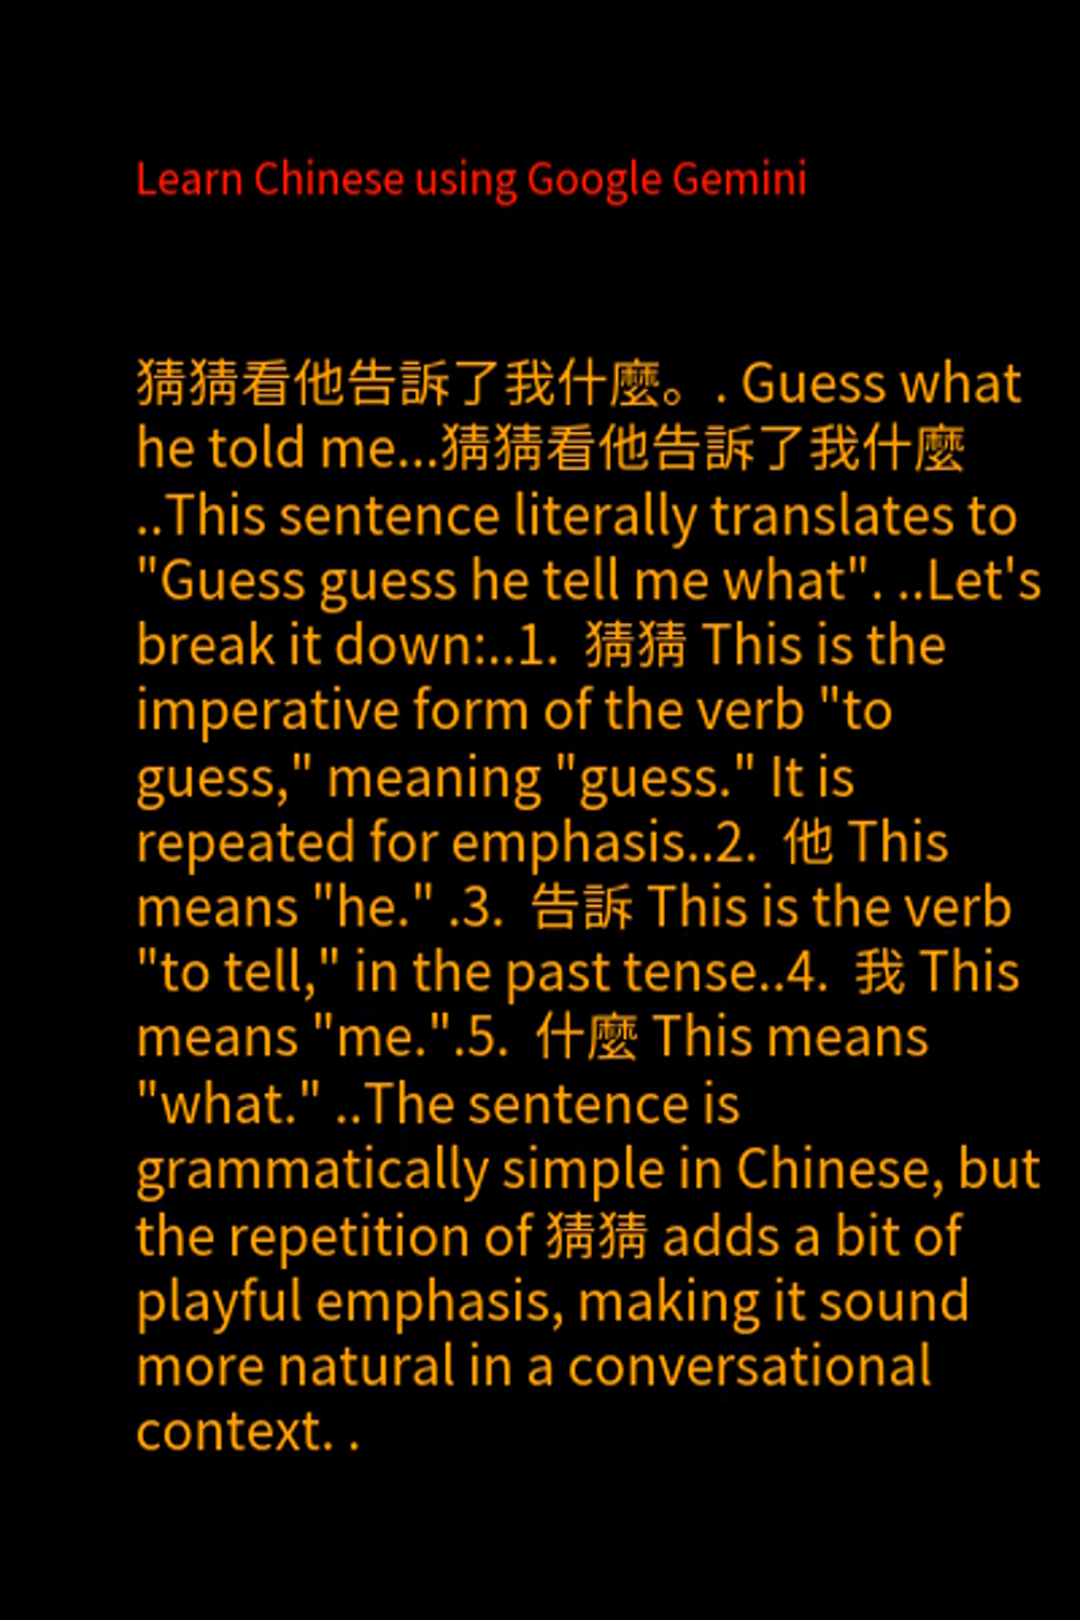 Learn Chinese using Google Gemini
猜猜看他告訴了我什麼。. Guess what
he told me...猜猜看他告訴了我什麼
..This sentence literally translates to
"Guess guess he tell me what". ..Let's
break it down:..1.  猜猜 This is the
imperative form of the verb "to
guess," meaning "guess." It is
repeated for emphasis..2.  他 This
means "he." .3.  告訴 This is the verb
"to tell," in the past tense..4.  我 This
means "me.".5.  什麼 This means
"what." ..The sentence is
grammatically simple in Chinese, but
the repetition of 猜猜 adds a bit of
playful emphasis, making it sound
more natural in a conversational
context. .